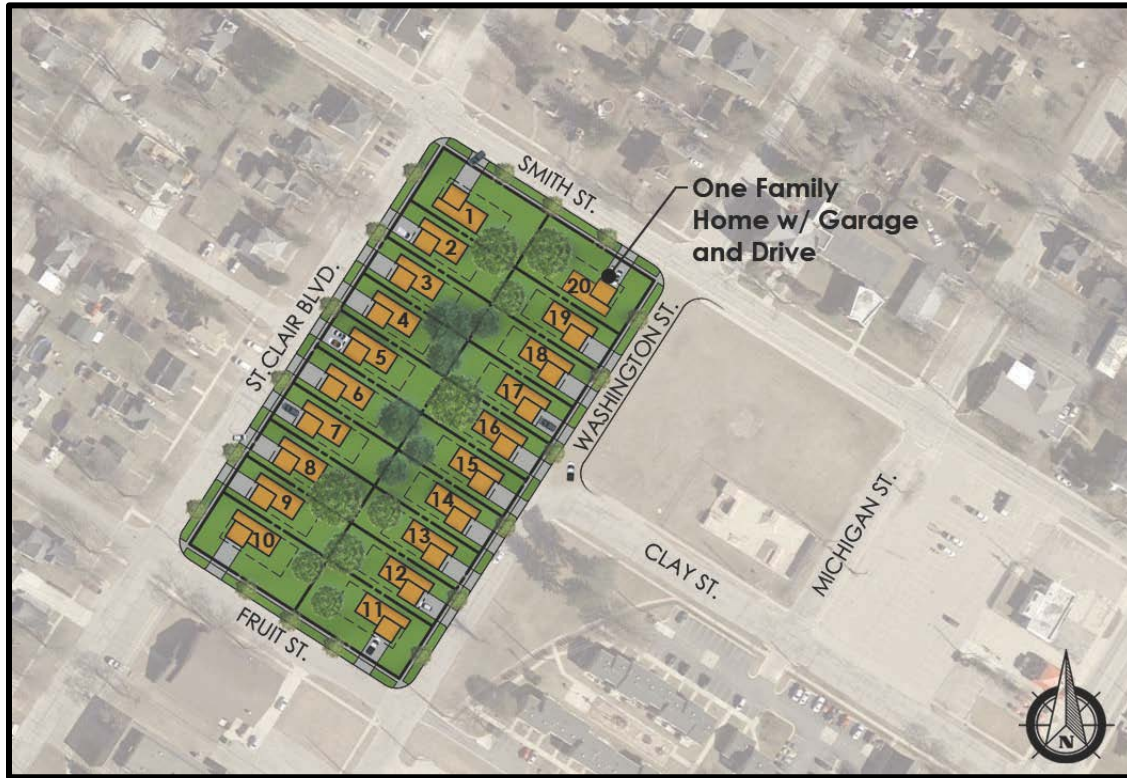 SMITH ST.
One Family
Home w/ Garage
and Drive
ST. CLAIR BLVD.
WASHINGTON ST.
CLAY ST.
MICHIGAN ST.
FRUIT ST.
1
2
3
4
5
6
7
8
9
10
20
19
18
17
16
15
14
13
12
11
N